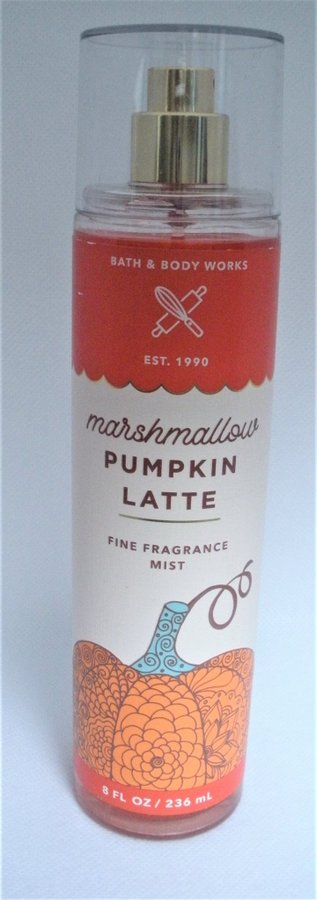 BATH & BODY WORKS
EST. 1990
marshmallow
PUMPKIN
LATTE
FINE FRAGRANCE
MIST
8 FL OZ / 236 mL